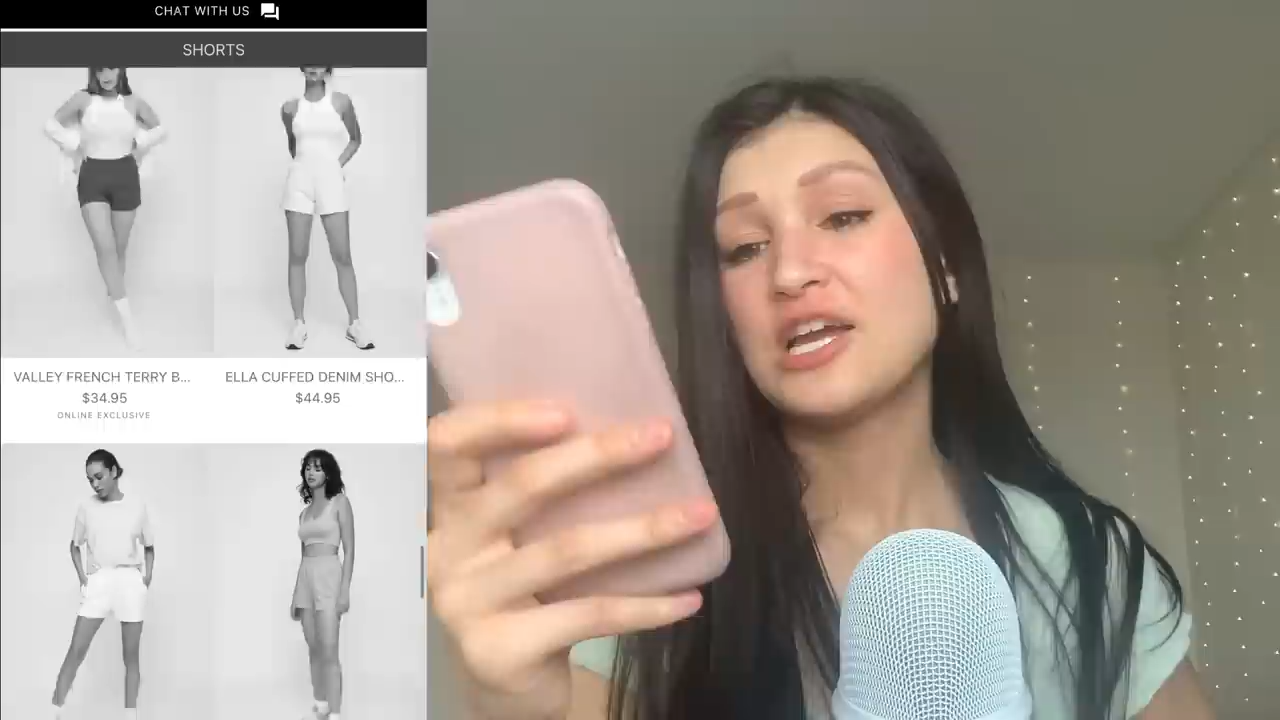 CHAT WITH US
SHORTS
VALLEY FRENCH TERRY B...
$34.95
ONLINE EXCLUSIVE
ELLA CUFFED DENIM SHO...
$44.95